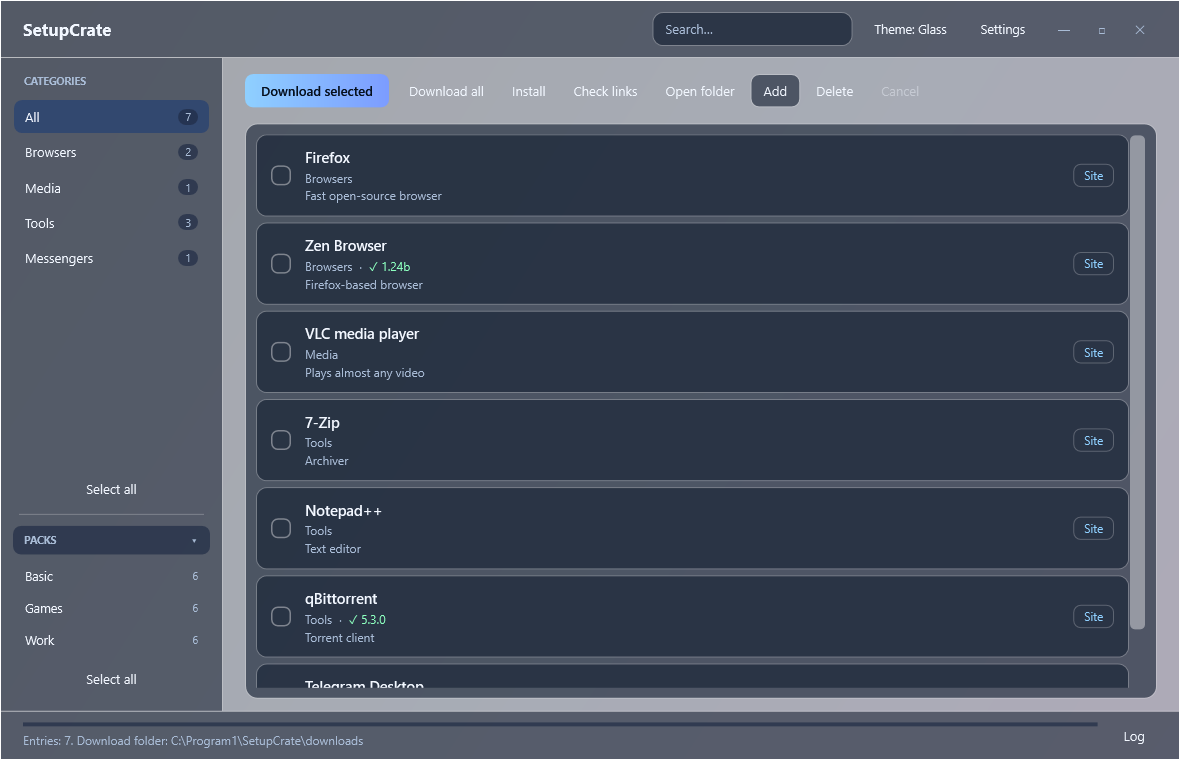 SetupCrate
Search...
Theme: Glass
Settings
CATEGORIES
All 7
Browsers 2
Media 1
Tools 3
Messengers 1
Select all
PACKS
Basic 6
Games 6
Work 6
Select all
Download selected
Download all
Install
Check links
Open folder
Add
Delete
Cancel
Firefox
Browsers
Fast open-source browser
Site
Zen Browser
Browsers · ✓ 1.24b
Firefox-based browser
Site
VLC media player
Media
Plays almost any video
Site
7-Zip
Tools
Archiver
Site
Notepad++
Tools
Text editor
Site
qBittorrent
Tools · ✓ 5.3.0
Torrent client
Site
Telegram Desktop
Entries: 7. Download folder: C:\Program1\SetupCrate\downloads
Log